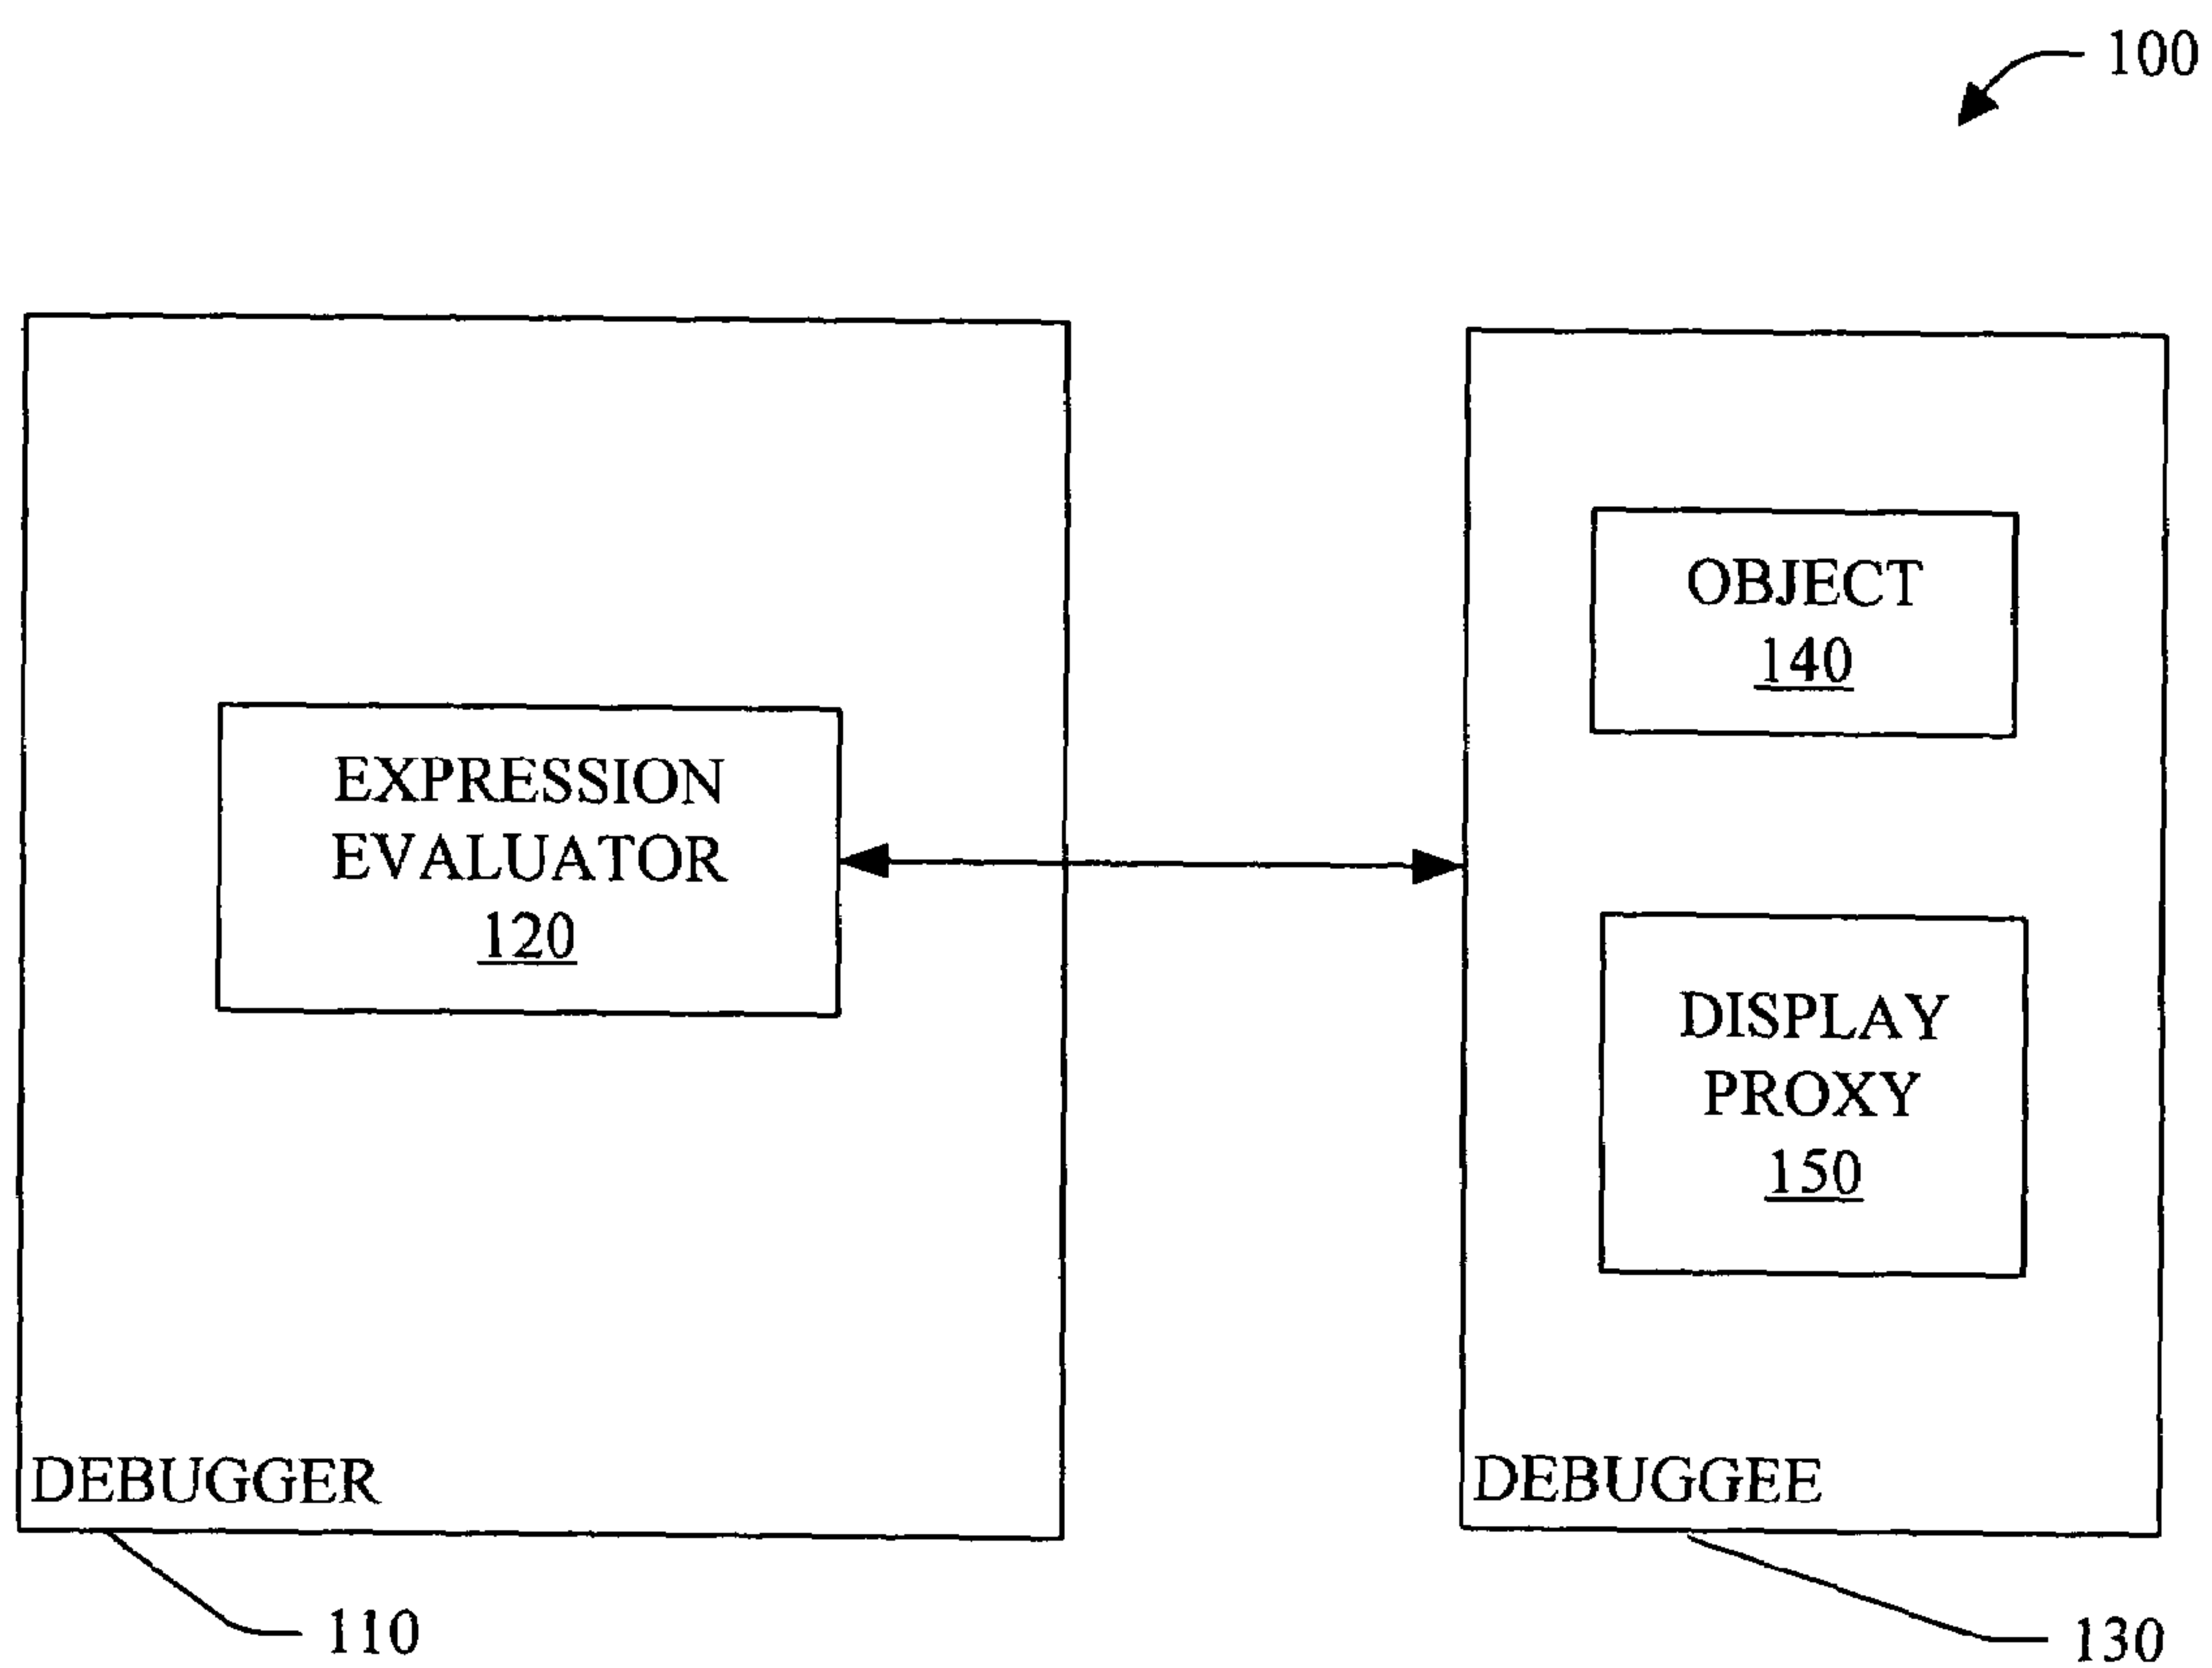 100
OBJECT
140
EXPRESSION
EVALUATOR
120
DISPLAY
PROXY
150
DEBUGGER
DEBUGGEE
110
130